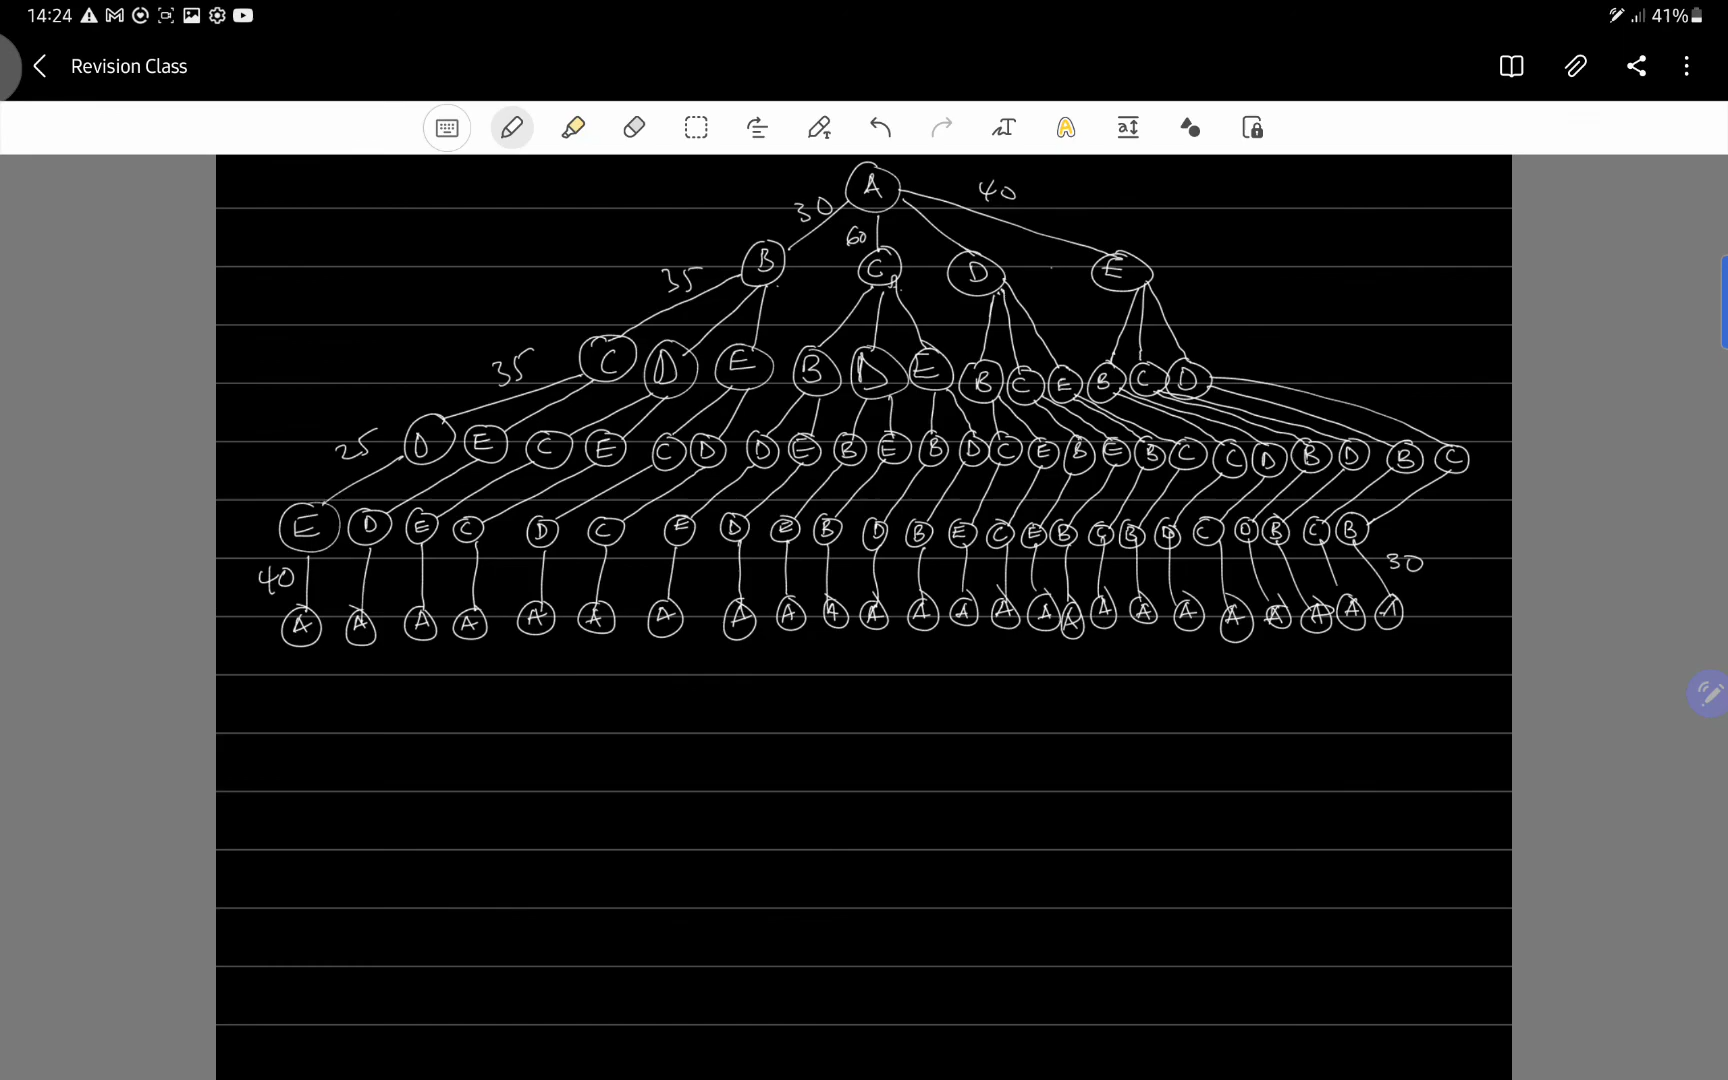 14:24 41%
Revision Class
A 40
30 60
B C D E
35
C D E B D E B C E B C D
35
D E C E C D D E B E B D C E B E B C C D B D B C
25
E D E C D C E D E B D B E C E B C B D C D B C B
40 30
A A A A A A A A A A A A A A A A A A A A A A A A